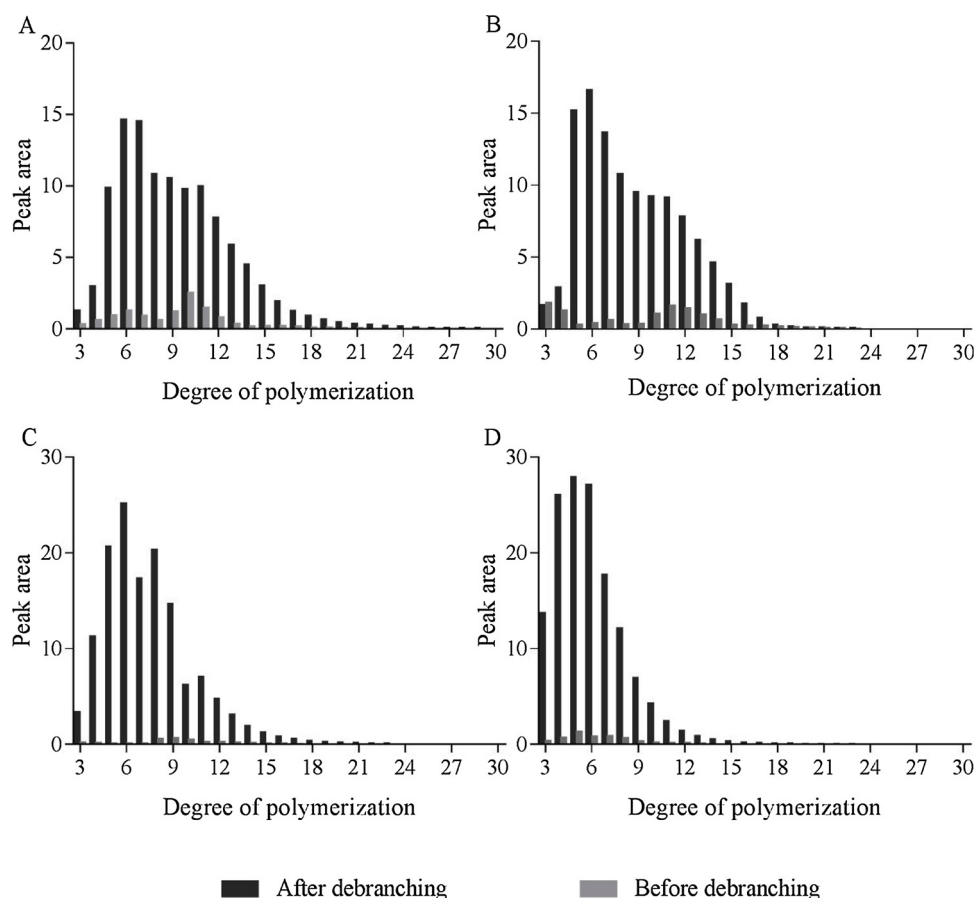 A
20
15
10
5
0
Peak area
3 6 9 12 15 18 21 24 27 30
Degree of polymerization
B
20
15
10
5
0
Peak area
3 6 9 12 15 18 21 24 27 30
Degree of polymerization
C
30
20
10
0
Peak area
3 6 9 12 15 18 21 24 27 30
Degree of polymerization
D
30
20
10
0
Peak area
3 6 9 12 15 18 21 24 27 30
Degree of polymerization
After debranching
Before debranching